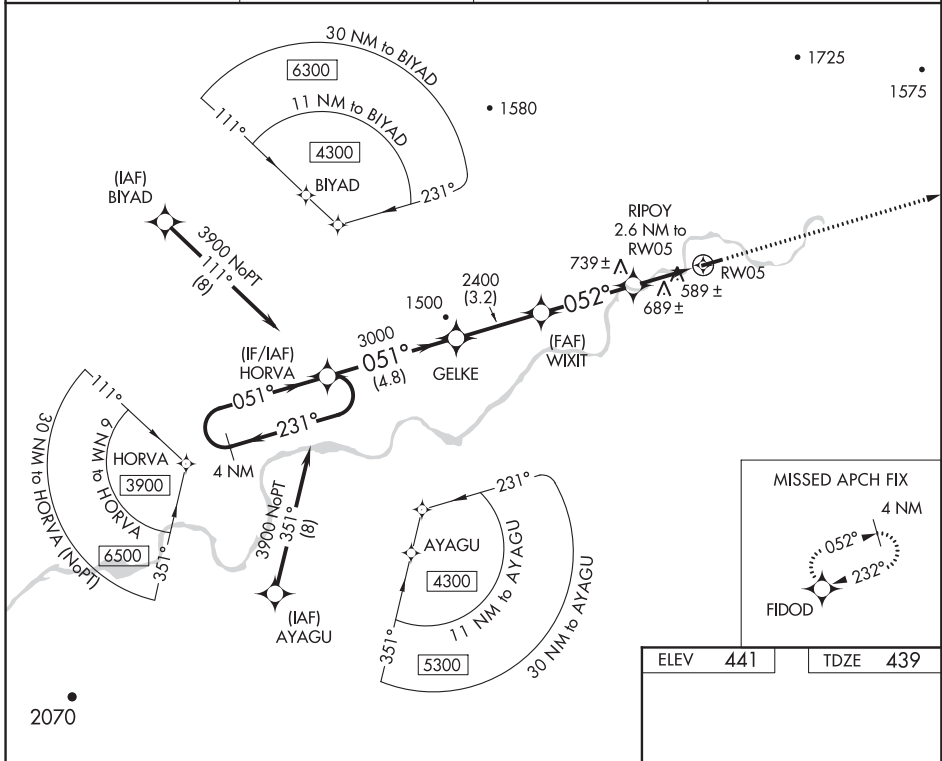 30 NM to BIYAD
6300
11 NM to BIYAD
4300
111°
BIYAD
231°
1580
1725
1575
(IAF)
BIYAD
3900 NoPT
111°
(8)
RIPOY
2.6 NM to
RW05
739 ±
RW05
589 ±
689 ±
2400
(3.2)
052°
1500
(FAF)
WIXIT
3000
051°
(4.8)
GELKE
(IF/IAF)
HORVA
051°
231°
4 NM
111°
HORVA
3900
6 NM to HORVA
6500
30 NM to HORVA (NoPT)
351°
3900 NoPT
351°
(8)
(IAF)
AYAGU
231°
AYAGU
4300
11 NM to AYAGU
5300
30 NM to AYAGU
351°
MISSED APCH FIX
4 NM
052°
232°
FIDOD
ELEV 441
TDZE 439
2070